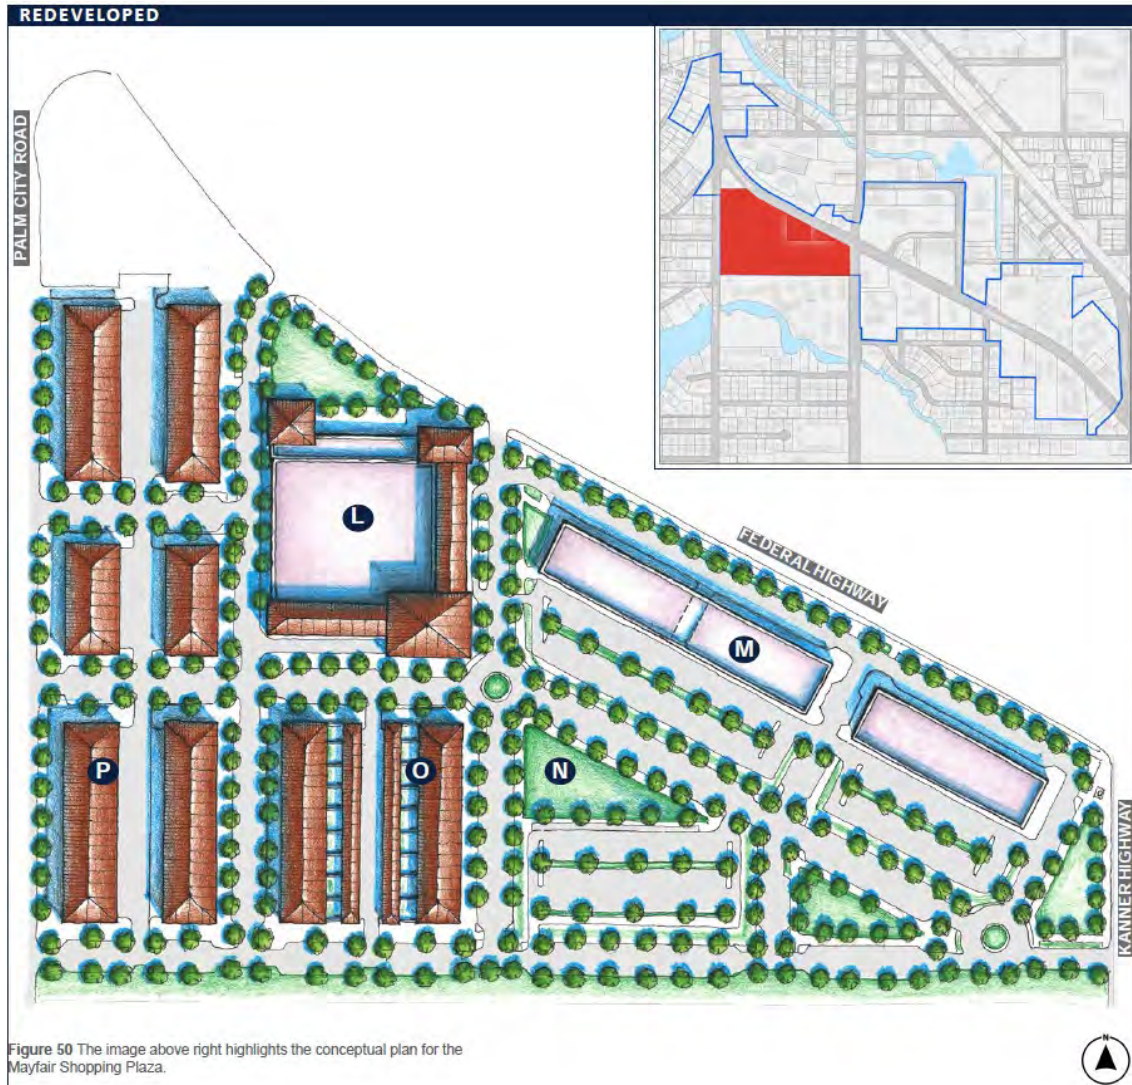 REDEVELOPED
PALM CITY ROAD
L
FEDERAL HIGHWAY
M
P
O
N
KANNER HIGHWAY
Figure 50 The image above right highlights the conceptual plan for the
Mayfair Shopping Plaza.
N